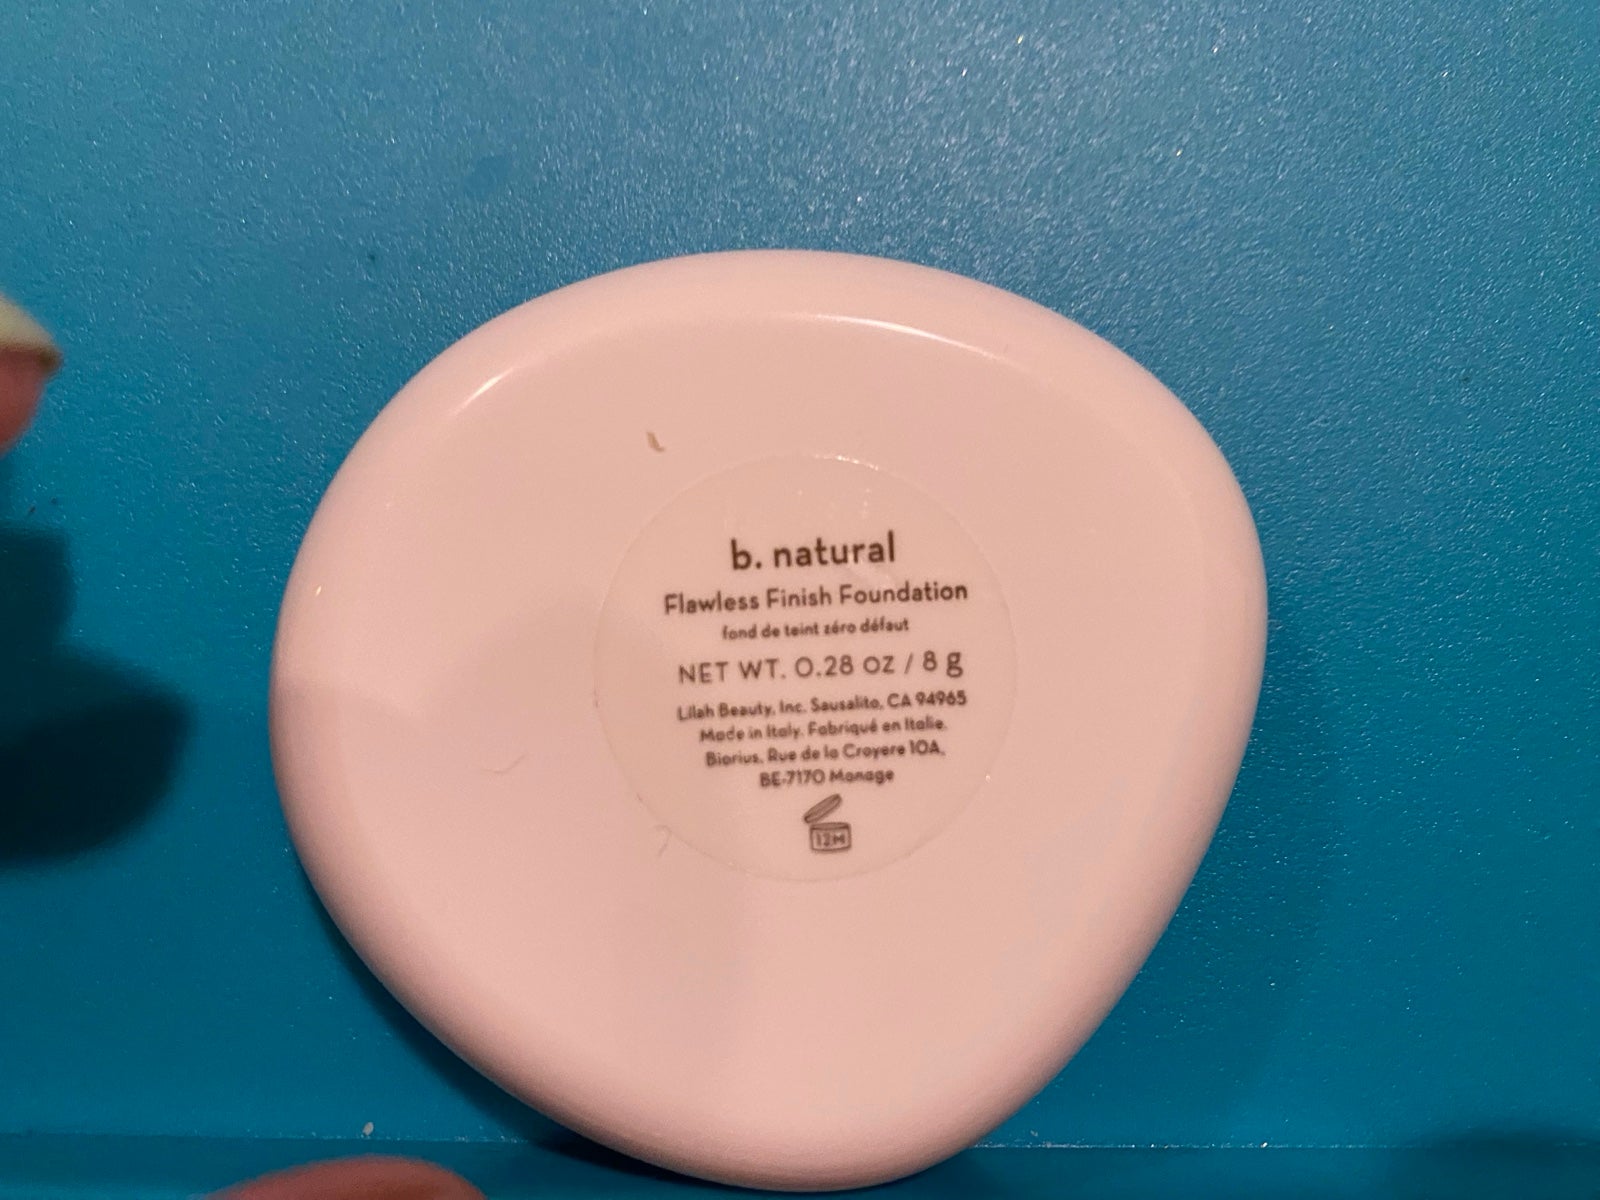 b. natural
Flawless Finish Foundation
fond de teint zéro défaut
NET WT. 0.28 OZ / 8 g
Lilah Beauty, Inc. Sausalito, CA 94965
Made in Italy. Fabriqué en Italie.
Biorius, Rue de la Croyere 10A,
BE-7170 Manage
12M